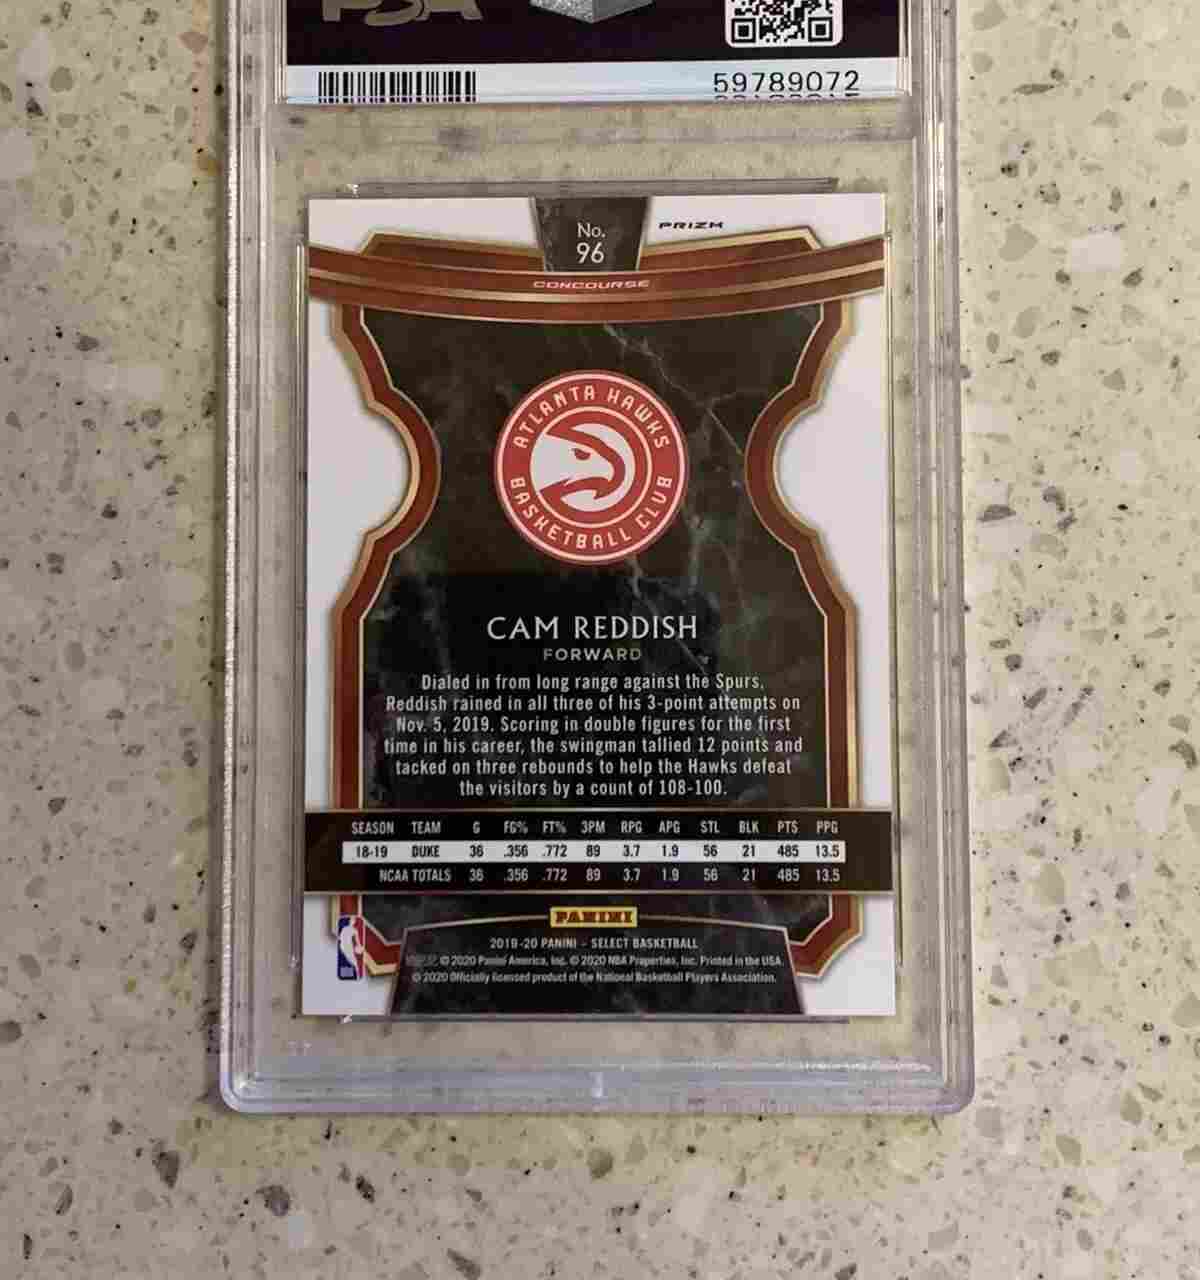 PSA
59789072
No.
96
PRIZM
CONCOURSE
ATLANTA HAWKS
BASKETBALL CLUB
CAM REDDISH
FORWARD
Dialed in from long range against the Spurs,
Reddish rained in all three of his 3-point attempts on
Nov. 5, 2019. Scoring in double figures for the first
time in his career, the swingman tallied 12 points and
tacked on three rebounds to help the Hawks defeat
the visitors by a count of 108-100.
SEASON TEAM G FG% FT% 3PM RPG APG STL BLK PTS PPG
18-19 DUKE 36 .356 .772 89 3.7 1.9 56 21 485 13.5
NCAA TOTALS 36 .356 .772 89 3.7 1.9 56 21 485 13.5
PANINI
2019-20 PANINI - SELECT BASKETBALL
© 2020 Panini America, Inc. © 2020 NBA Properties, Inc. Printed in the USA.
© 2020 Officially licensed product of the National Basketball Players Association.